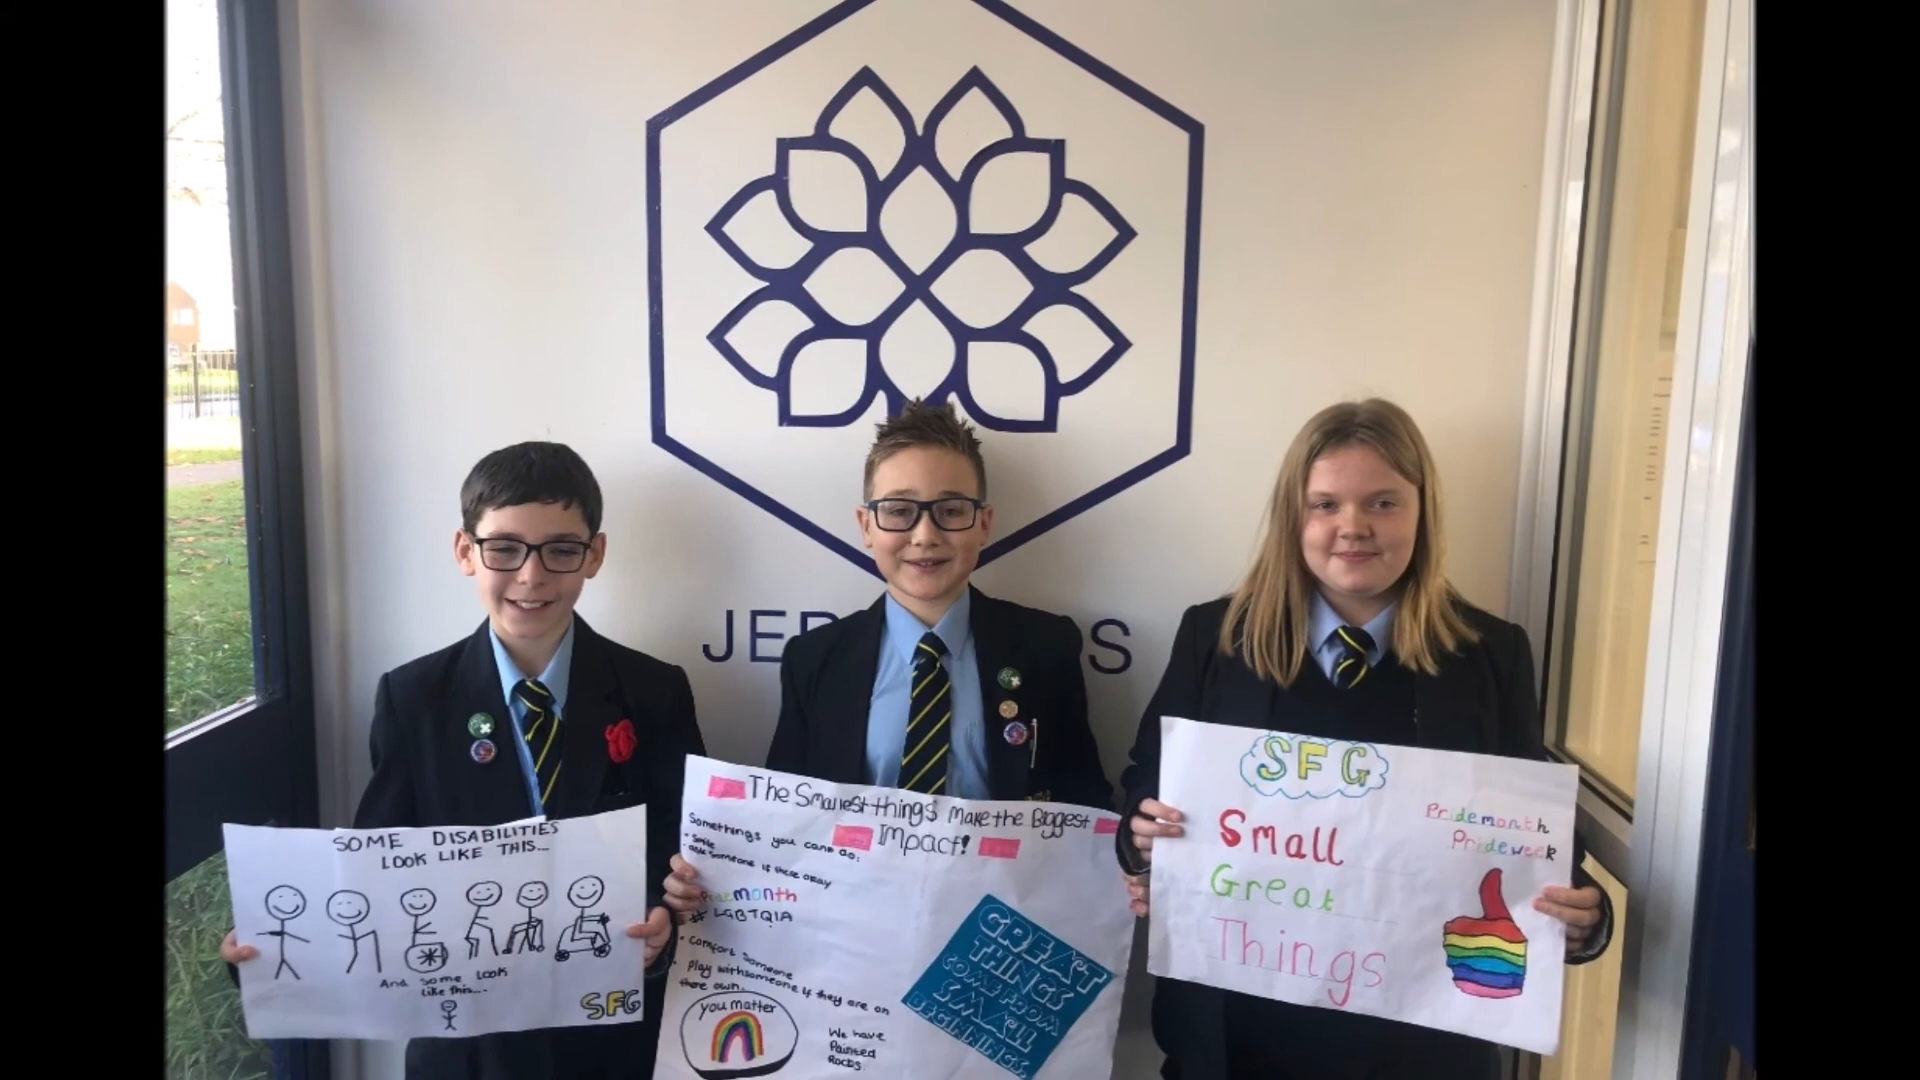 JE
S
SOME DISABILITIES
LOOK LIKE THIS...
And some look
like this...
SFG
The Smallest things Make the Biggest
Impact!
Somethings you can do:
• Smile
• ask someone if there okay
Pridemonth
# LGBTQIA
• Comfort Someone
• Play with someone if they are on
there own.
you matter
We have
Painted
Rocks.
GREAT
THINGS
COME FROM
SMALL
BEGINNINGS.
SFG
Small
Great
Things
Pridemonth
Prideweek